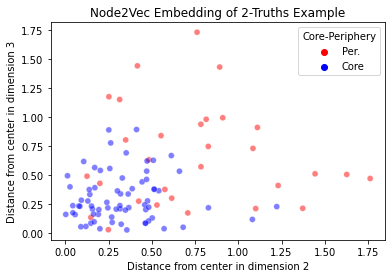 Node2Vec Embedding of 2-Truths Example
Core-Periphery
Per.
Core
Distance from center in dimension 3
1.75
1.50
1.25
1.00
0.75
0.50
0.25
0.00
0.00 0.25 0.50 0.75 1.00 1.25 1.50 1.75
Distance from center in dimension 2